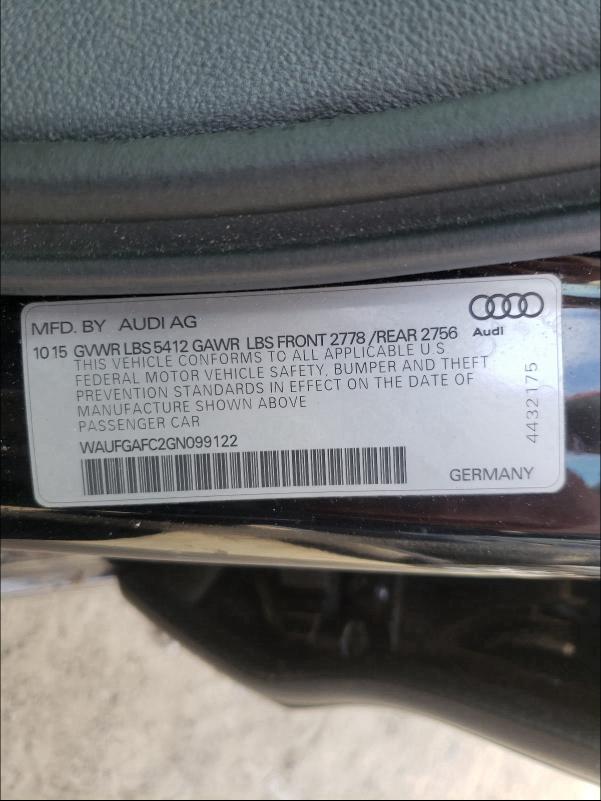 MFD. BY AUDI AG
Audi
10 15 GVWR LBS 5412 GAWR LBS FRONT 2778 /REAR 2756
THIS VEHICLE CONFORMS TO ALL APPLICABLE U.S.
FEDERAL MOTOR VEHICLE SAFETY, BUMPER AND THEFT
PREVENTION STANDARDS IN EFFECT ON THE DATE OF
MANUFACTURE SHOWN ABOVE
PASSENGER CAR
WAUFGAFC2GN099122
GERMANY
4432175